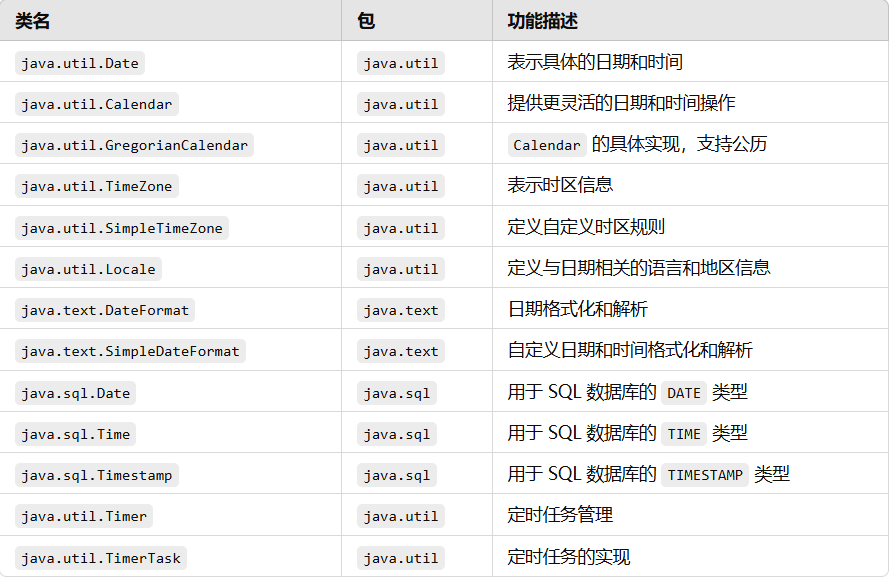 类名 包 功能描述
java.util.Date java.util 表示具体的日期和时间
java.util.Calendar java.util 提供更灵活的日期和时间操作
java.util.GregorianCalendar java.util Calendar 的具体实现，支持公历
java.util.TimeZone java.util 表示时区信息
java.util.SimpleTimeZone java.util 定义自定义时区规则
java.util.Locale java.util 定义与日期相关的语言和地区信息
java.text.DateFormat java.text 日期格式化和解析
java.text.SimpleDateFormat java.text 自定义日期和时间格式化和解析
java.sql.Date java.sql 用于 SQL 数据库的 DATE 类型
java.sql.Time java.sql 用于 SQL 数据库的 TIME 类型
java.sql.Timestamp java.sql 用于 SQL 数据库的 TIMESTAMP 类型
java.util.Timer java.util 定时任务管理
java.util.TimerTask java.util 定时任务的实现